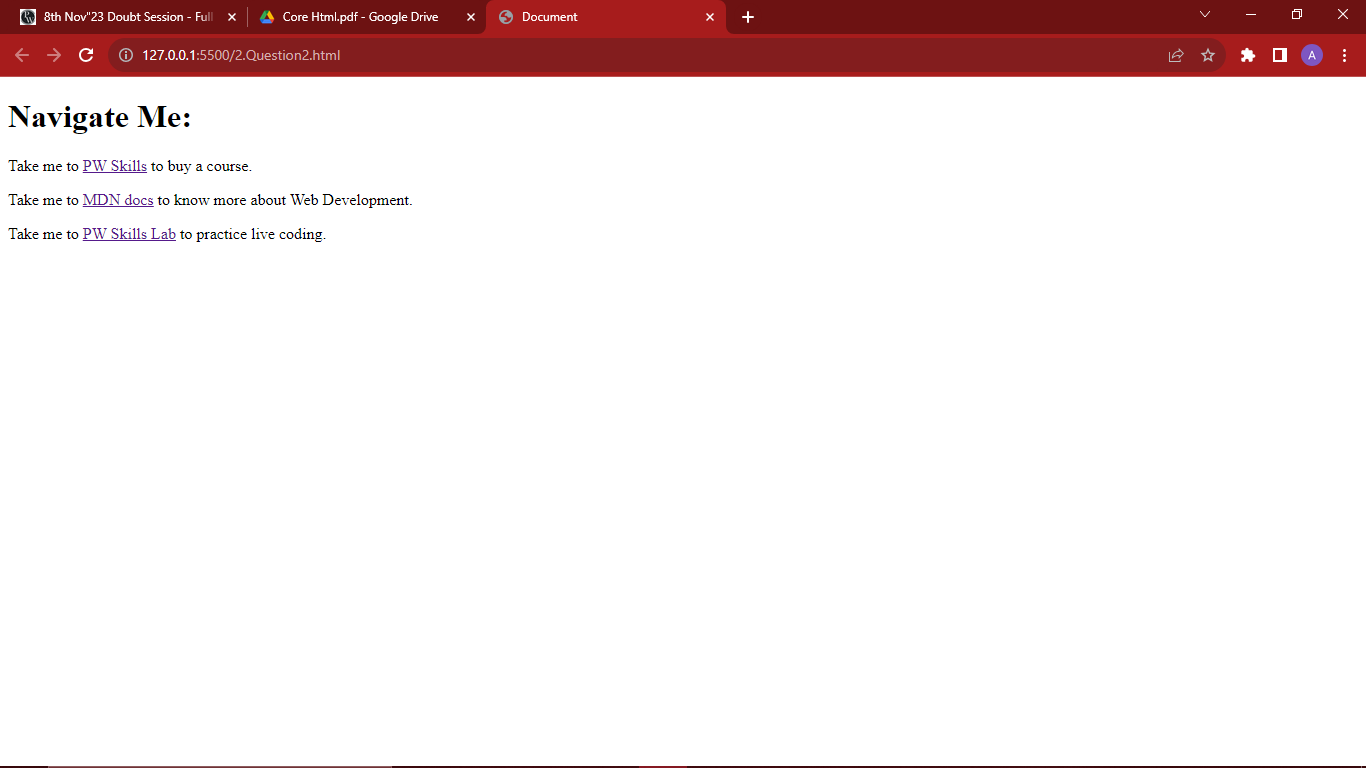 8th Nov"23 Doubt Session - Full
Core Html.pdf - Google Drive
Document
127.0.0.1:5500/2.Question2.html
A
Navigate Me:
Take me to PW Skills to buy a course.
Take me to MDN docs to know more about Web Development.
Take me to PW Skills Lab to practice live coding.